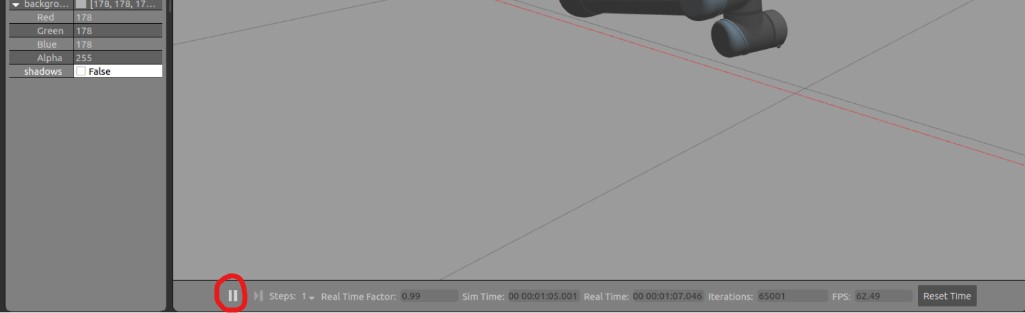 backgro... [178, 178, 17...
Red 178
Green 178
Blue 178
Alpha 255
shadows False
Steps: 1 Real Time Factor: 0.99 Sim Time: 00 00:01:05.001 Real Time: 00 00:01:07.046 Iterations: 65001 FPS: 62.49 Reset Time